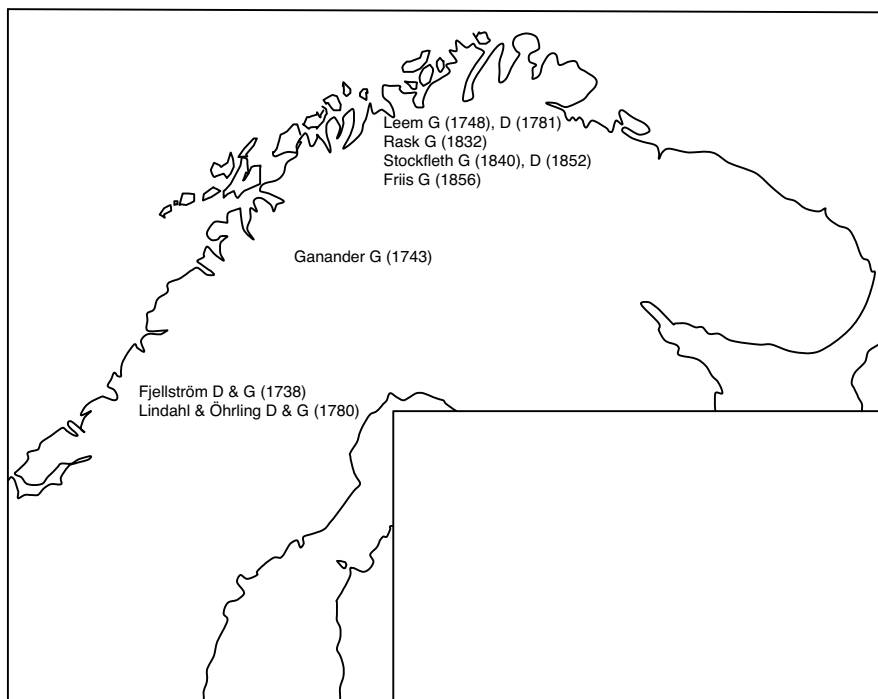 Leem G (1748), D (1781)
Rask G (1832)
Stockfleth G (1840), D (1852)
Friis G (1856)
Ganander G (1743)
Fjellström D & G (1738)
Lindahl & Öhrling D & G (1780)